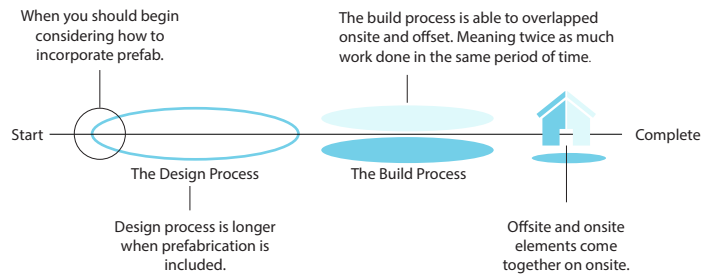 When you should begin
considering how to
incorporate prefab.
The build process is able to overlapped
onsite and offset. Meaning twice as much
work done in the same period of time.
Start
Complete
The Design Process
The Build Process
Design process is longer
when prefabrication is
included.
Offsite and onsite
elements come
together on onsite.